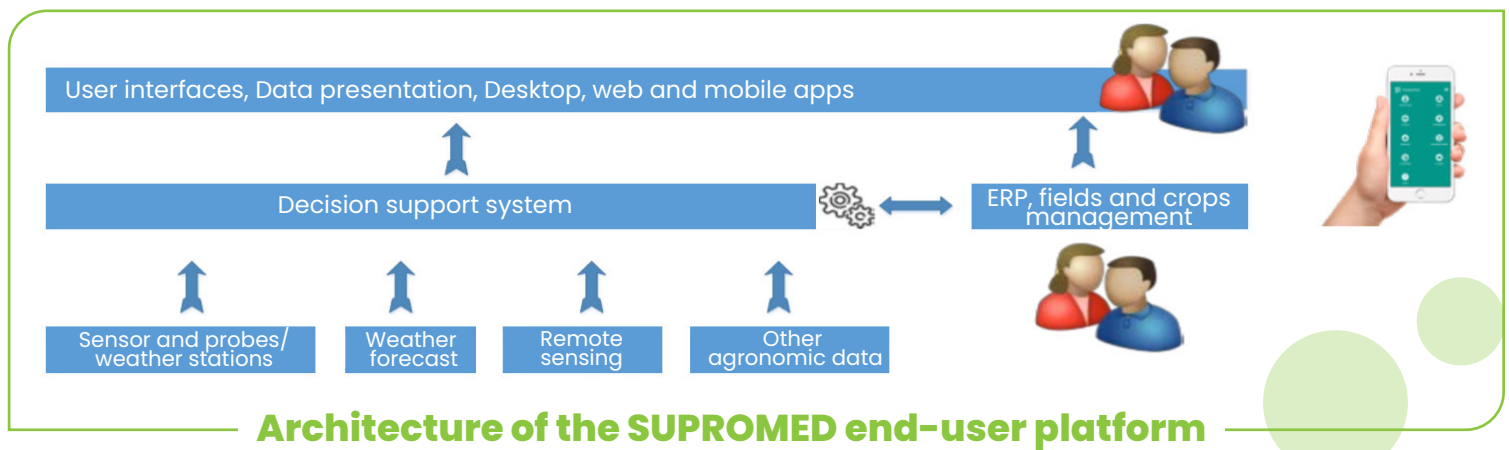 User interfaces, Data presentation, Desktop, web and mobile apps
Decision support system
ERP, fields and crops
management
Sensor and probes/
weather stations
Weather
forecast
Remote
sensing
Other
agronomic data
Architecture of the SUPROMED end-user platform